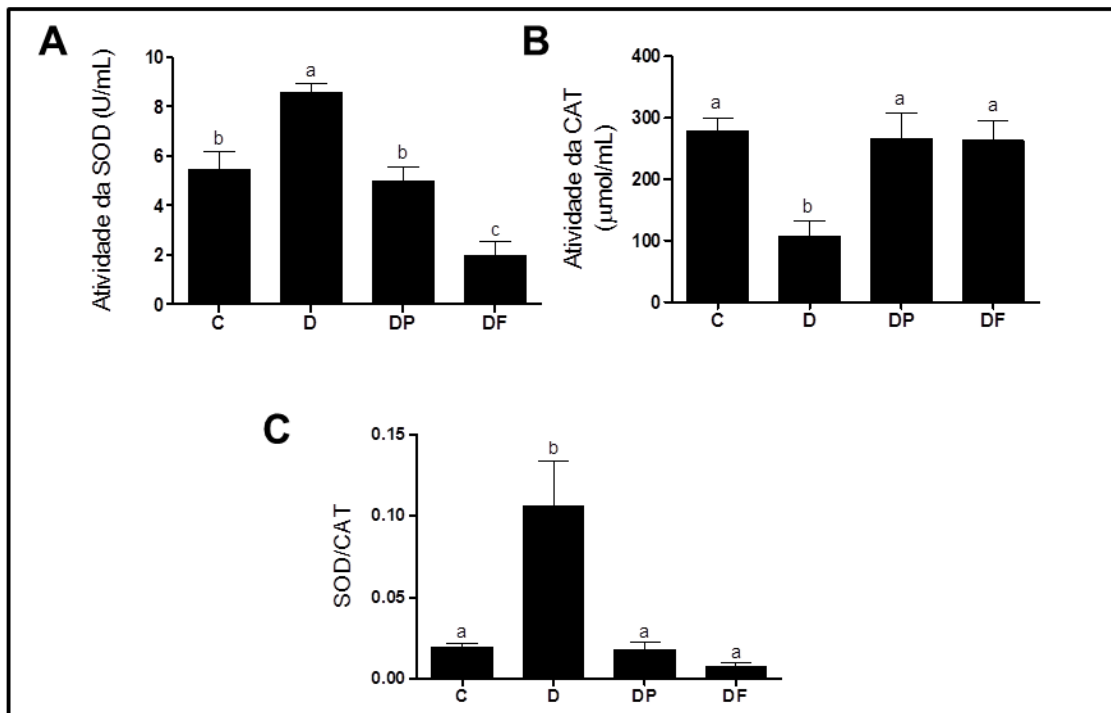 A
Atividade da SOD (U/mL)
10
8
6
4
2
0
b
a
b
c
C D DP DF
B
Atividade da CAT
(µmol/mL)
400
300
200
100
0
a
b
a
a
C D DP DF
C
SOD/CAT
0.15
0.10
0.05
0.00
a
b
a
a
C D DP DF